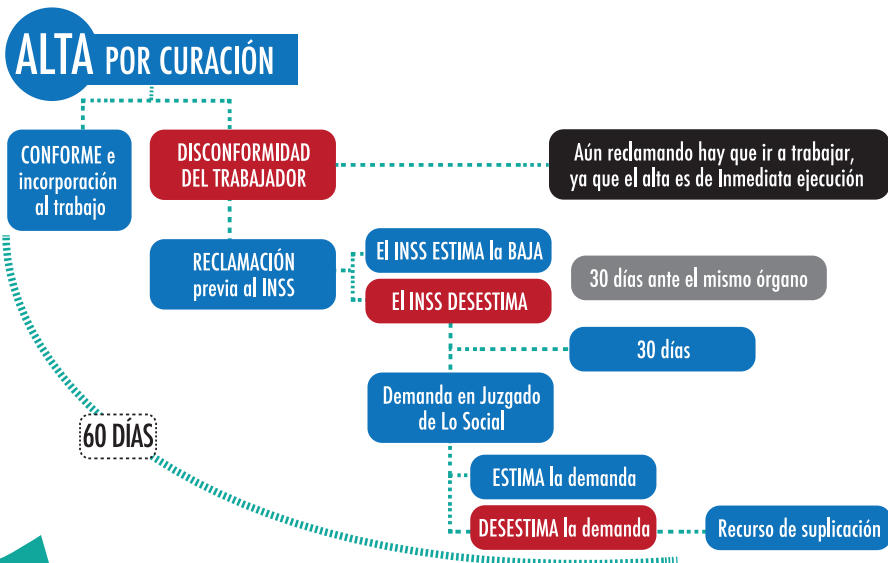 ALTA POR CURACIÓN
CONFORME e
incorporación
al trabajo
DISCONFORMIDAD
DEL TRABAJADOR
Aún reclamando hay que ir a trabajar,
ya que el alta es de Inmediata ejecución
RECLAMACIÓN
previa al INSS
El INSS ESTIMA la BAJA
El INSS DESESTIMA
30 días ante el mismo órgano
30 días
Demanda en Juzgado
de Lo Social
60 DÍAS
ESTIMA la demanda
DESESTIMA la demanda
Recurso de suplicación